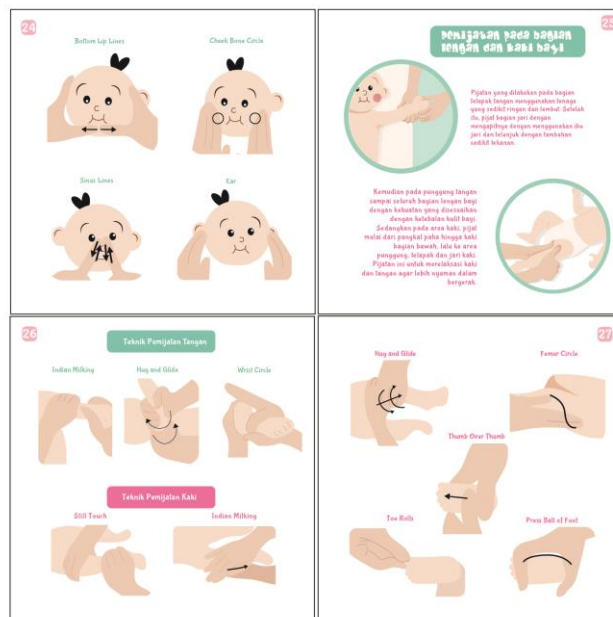 24
Bottom Lip Lines
Cheek Bone Circle
Sinus Lines
Ear
25
Pemijatan pada bagian
lengan dan kaki bayi
Pijatan yang dilakukan pada bagian
telapak tangan menggunakan tenaga
yang sedikit ringan dan lembut. Setelah
itu, pijat bagian jari dengan
mengapitnya dengan menggunakan ibu
jari dan telunjuk dengan tambahan
sedikit tekanan.
Kemudian pada punggung tangan
sampai seluruh bagian lengan bayi
dengan kekuatan yang disesuaikan
dengan ketebalan kulit bayi.
Sedangkan pada area kaki, pijat
mulai dari pangkal paha hingga kaki
bagian bawah, lalu ke area
punggung, telapak dan jari kaki.
Pijatan ini untuk merelaksasi kaki
dan tangan agar lebih nyaman dalam
bergerak.
26
Teknik Pemijatan Tangan
Indian Milking
Hug and Glide
Wrist Circle
Teknik Pemijatan Kaki
Still Touch
Indian Milking
27
Hug and Glide
Femur Circle
Thumb Over Thumb
Toe Rolls
Press Ball of Foot